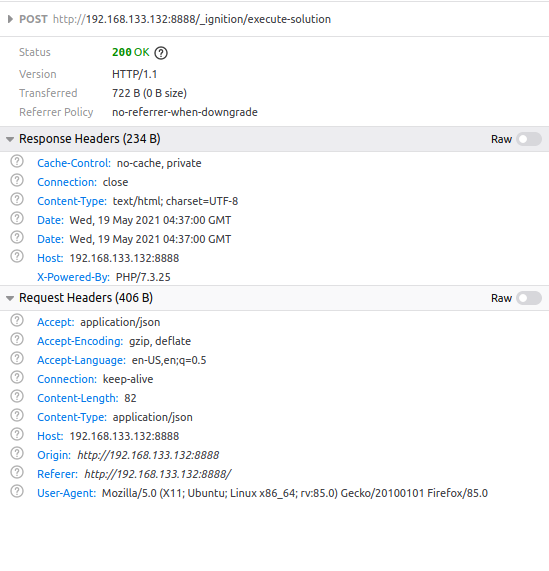 POST http://192.168.133.132:8888/_ignition/execute-solution
Status 200 OK ?
Version HTTP/1.1
Transferred 722 B (0 B size)
Referrer Policy no-referrer-when-downgrade
Response Headers (234 B) Raw
? Cache-Control: no-cache, private
? Connection: close
? Content-Type: text/html; charset=UTF-8
? Date: Wed, 19 May 2021 04:37:00 GMT
? Date: Wed, 19 May 2021 04:37:00 GMT
? Host: 192.168.133.132:8888
X-Powered-By: PHP/7.3.25
Request Headers (406 B) Raw
? Accept: application/json
? Accept-Encoding: gzip, deflate
? Accept-Language: en-US,en;q=0.5
? Connection: keep-alive
? Content-Length: 82
? Content-Type: application/json
? Host: 192.168.133.132:8888
? Origin: http://192.168.133.132:8888
? Referer: http://192.168.133.132:8888/
? User-Agent: Mozilla/5.0 (X11; Ubuntu; Linux x86_64; rv:85.0) Gecko/20100101 Firefox/85.0